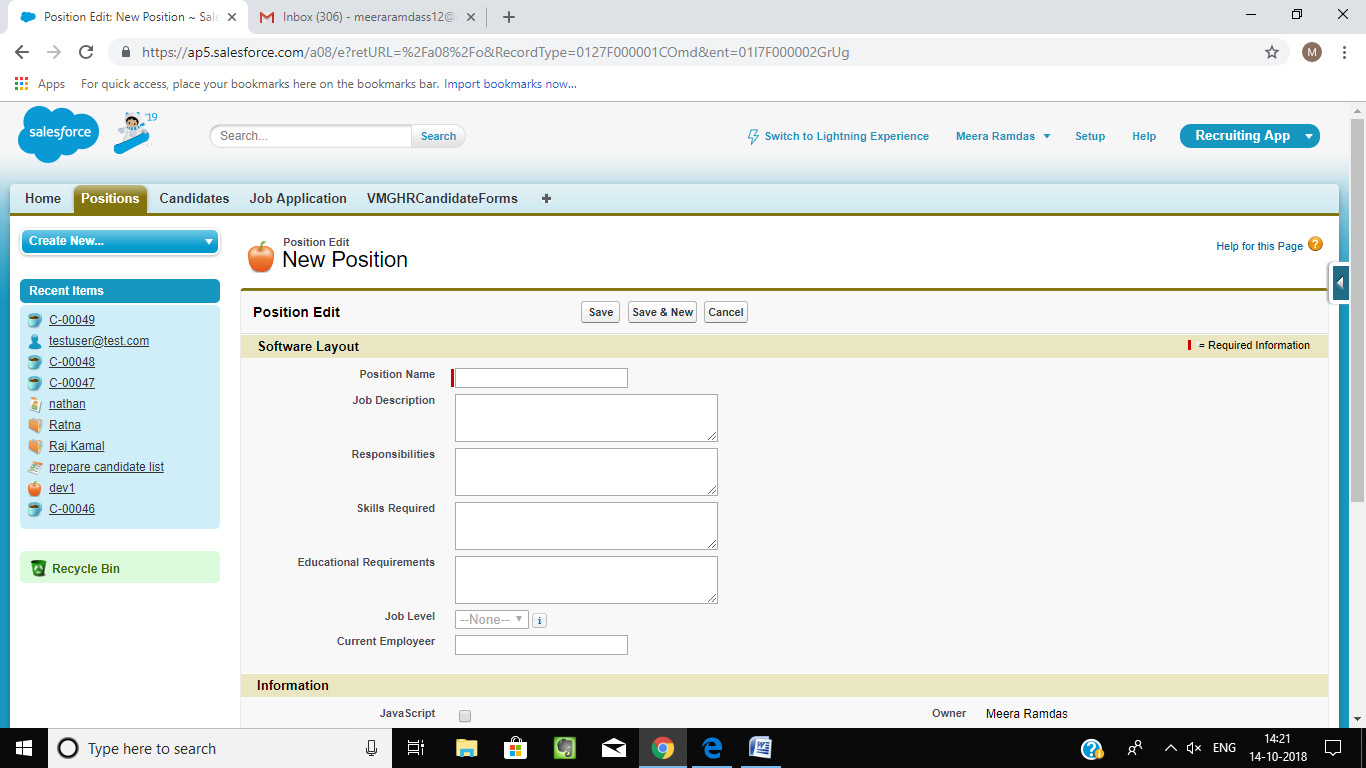 Position Edit: New Position ~ Sale
Inbox (306) - meeraramdass12@
https://ap5.salesforce.com/a08/e?retURL=%2Fa08%2Fo&RecordType=0127F000001COmd&ent=01I7F000002GrUg
M
Apps For quick access, place your bookmarks here on the bookmarks bar. Import bookmarks now...
salesforce
'19
Search...
Search
Switch to Lightning Experience
Meera Ramdas
Setup
Help
Recruiting App
Home
Positions
Candidates
Job Application
VMGHRCandidateForms
Create New...
Position Edit
New Position
Help for this Page
Recent Items
C-00049
testuser@test.com
C-00048
C-00047
nathan
Ratna
Raj Kamal
prepare candidate list
dev1
C-00046
Recycle Bin
Position Edit
Save
Save & New
Cancel
Software Layout
= Required Information
Position Name
Job Description
Responsibilities
Skills Required
Educational Requirements
Job Level
--None--
i
Current Employeer
Information
JavaScript
Owner
Meera Ramdas
Type here to search
ENG
14:21
14-10-2018